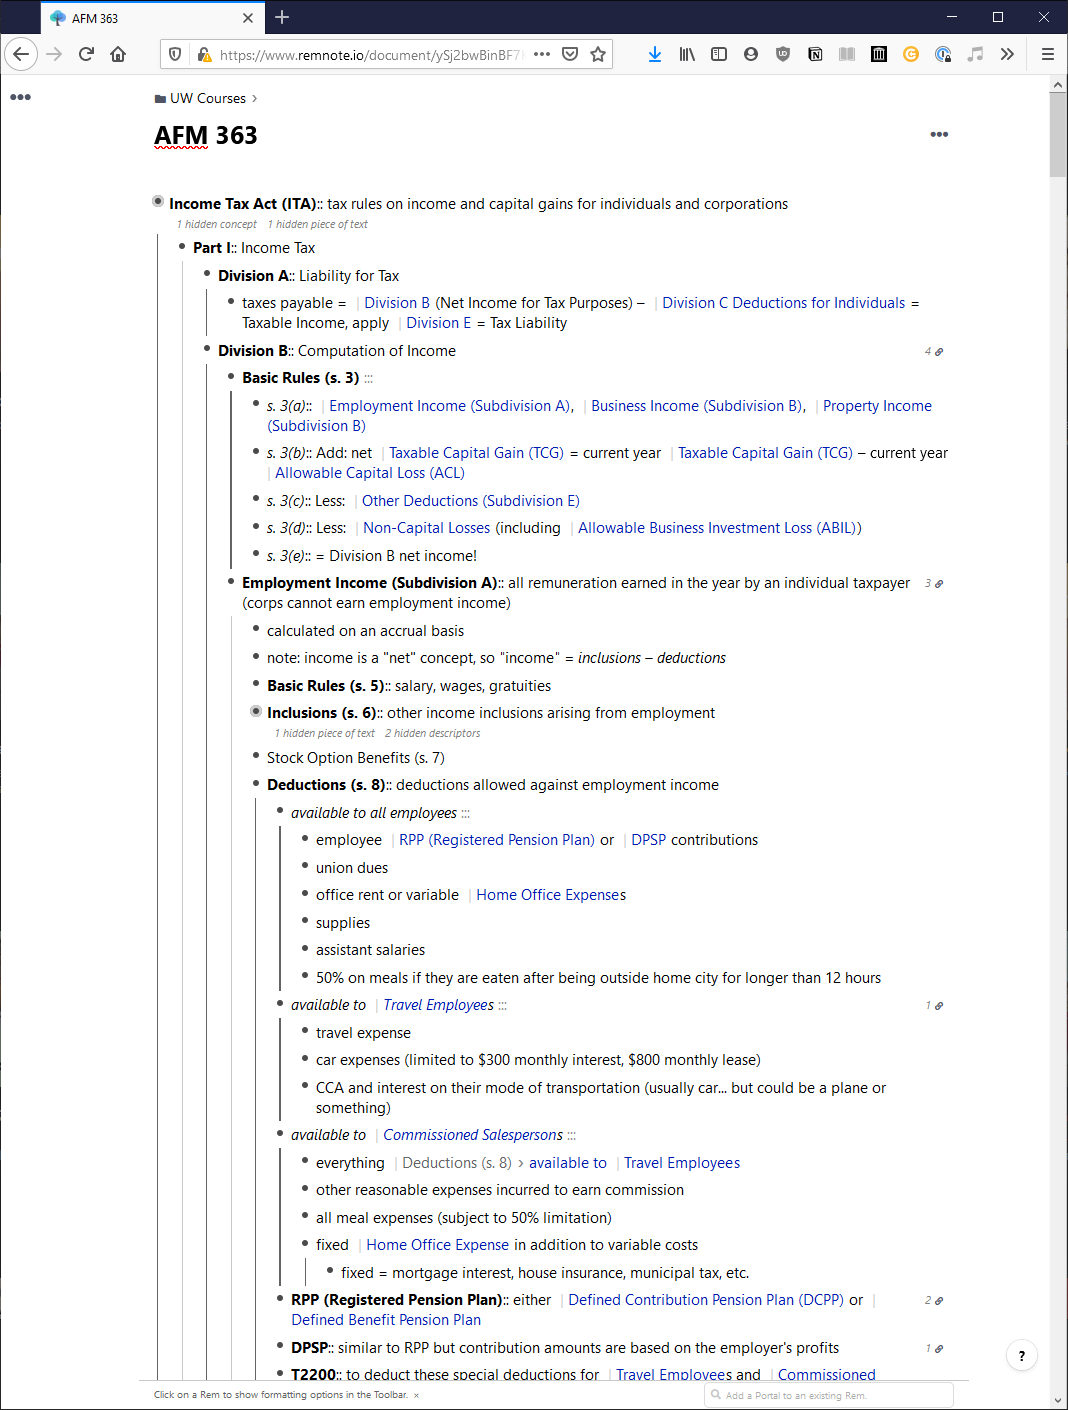 AFM 363
https://www.remnote.io/document/ySj2bwBinBF7
UW Courses
AFM 363
Income Tax Act (ITA):: tax rules on income and capital gains for individuals and corporations
1 hidden concept 1 hidden piece of text
Part I:: Income Tax
Division A:: Liability for Tax
taxes payable = Division B (Net Income for Tax Purposes) – Division C Deductions for Individuals =
Taxable Income, apply Division E = Tax Liability
Division B:: Computation of Income 4
Basic Rules (s. 3) :::
s. 3(a):: Employment Income (Subdivision A), Business Income (Subdivision B), Property Income
(Subdivision B)
s. 3(b):: Add: net Taxable Capital Gain (TCG) = current year Taxable Capital Gain (TCG) – current year
Allowable Capital Loss (ACL)
s. 3(c):: Less: Other Deductions (Subdivision E)
s. 3(d):: Less: Non-Capital Losses (including Allowable Business Investment Loss (ABIL))
s. 3(e):: = Division B net income!
Employment Income (Subdivision A):: all remuneration earned in the year by an individual taxpayer 3
(corps cannot earn employment income)
calculated on an accrual basis
note: income is a "net" concept, so "income" = inclusions – deductions
Basic Rules (s. 5):: salary, wages, gratuities
Inclusions (s. 6):: other income inclusions arising from employment
1 hidden piece of text 2 hidden descriptors
Stock Option Benefits (s. 7)
Deductions (s. 8):: deductions allowed against employment income
available to all employees :::
employee RPP (Registered Pension Plan) or DPSP contributions
union dues
office rent or variable Home Office Expenses
supplies
assistant salaries
50% on meals if they are eaten after being outside home city for longer than 12 hours
available to Travel Employees ::: 1
travel expense
car expenses (limited to $300 monthly interest, $800 monthly lease)
CCA and interest on their mode of transportation (usually car... but could be a plane or
something)
available to Commissioned Salespersons :::
everything Deductions (s. 8) > available to Travel Employees
other reasonable expenses incurred to earn commission
all meal expenses (subject to 50% limitation)
fixed Home Office Expense in addition to variable costs
fixed = mortgage interest, house insurance, municipal tax, etc.
RPP (Registered Pension Plan):: either Defined Contribution Pension Plan (DCPP) or 2
Defined Benefit Pension Plan
DPSP:: similar to RPP but contribution amounts are based on the employer's profits 1
T2200:: to deduct these special deductions for Travel Employees and Commissioned
?
Click on a Rem to show formatting options in the Toolbar. ×
Add a Portal to an existing Rem.